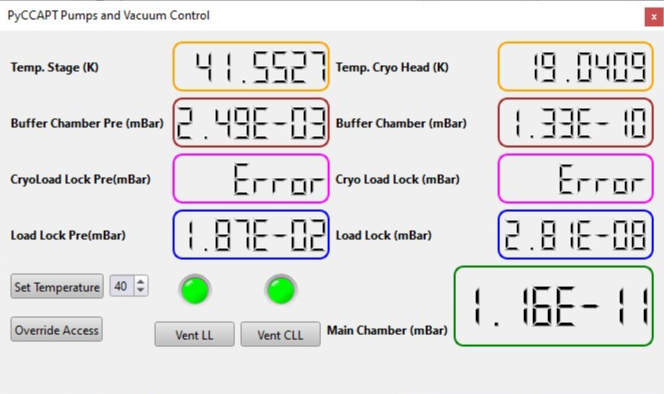 PyCCAPT Pumps and Vacuum Control
x
Temp. Stage (K) 41.5527 Temp. Cryo Head (K) 19.0409
Buffer Chamber Pre (mBar) 2.49E-03 Buffer Chamber (mBar) 1.33E-10
CryoLoad Lock Pre(mBar) Error Cryo Load Lock (mBar) Error
Load Lock Pre(mBar) 1.87E-02 Load Lock (mBar) 2.81E-08
Set Temperature 40
Override Access Vent LL Vent CLL Main Chamber (mBar) 1.16E-11